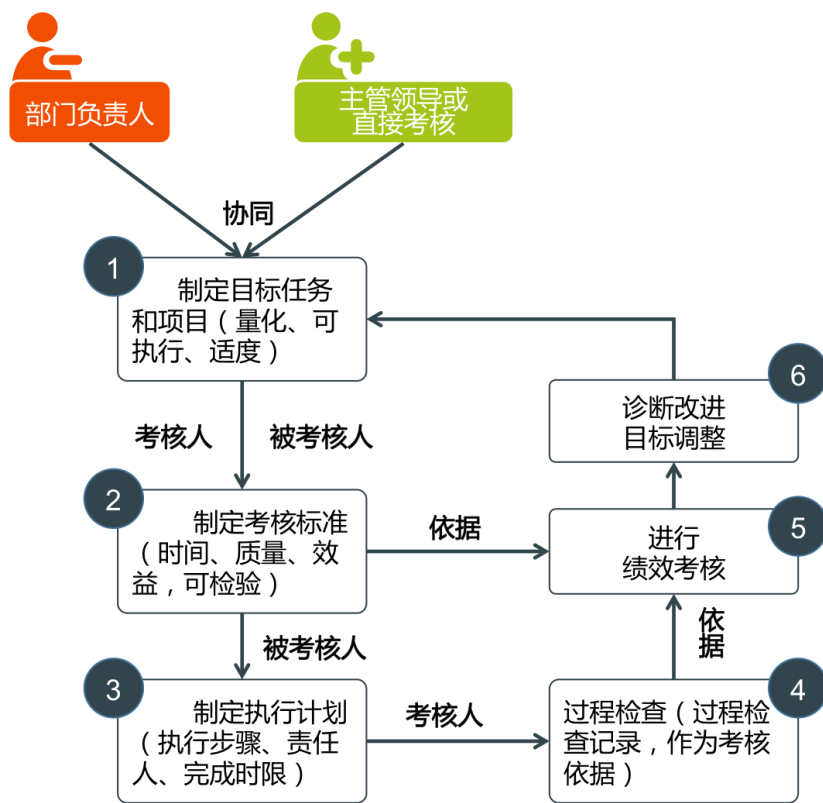 部门负责人
主管领导或
直接考核
协同
1
制定目标任务
和项目（量化、可
执行、适度）
考核人
被考核人
2
制定考核标准
（时间、质量、效
益，可检验）
依据
被考核人
3
制定执行计划
（执行步骤、责任
人、完成时限）
考核人
4
过程检查（过程检
查记录，作为考核
依据）
依
据
5
进行
绩效考核
6
诊断改进
目标调整